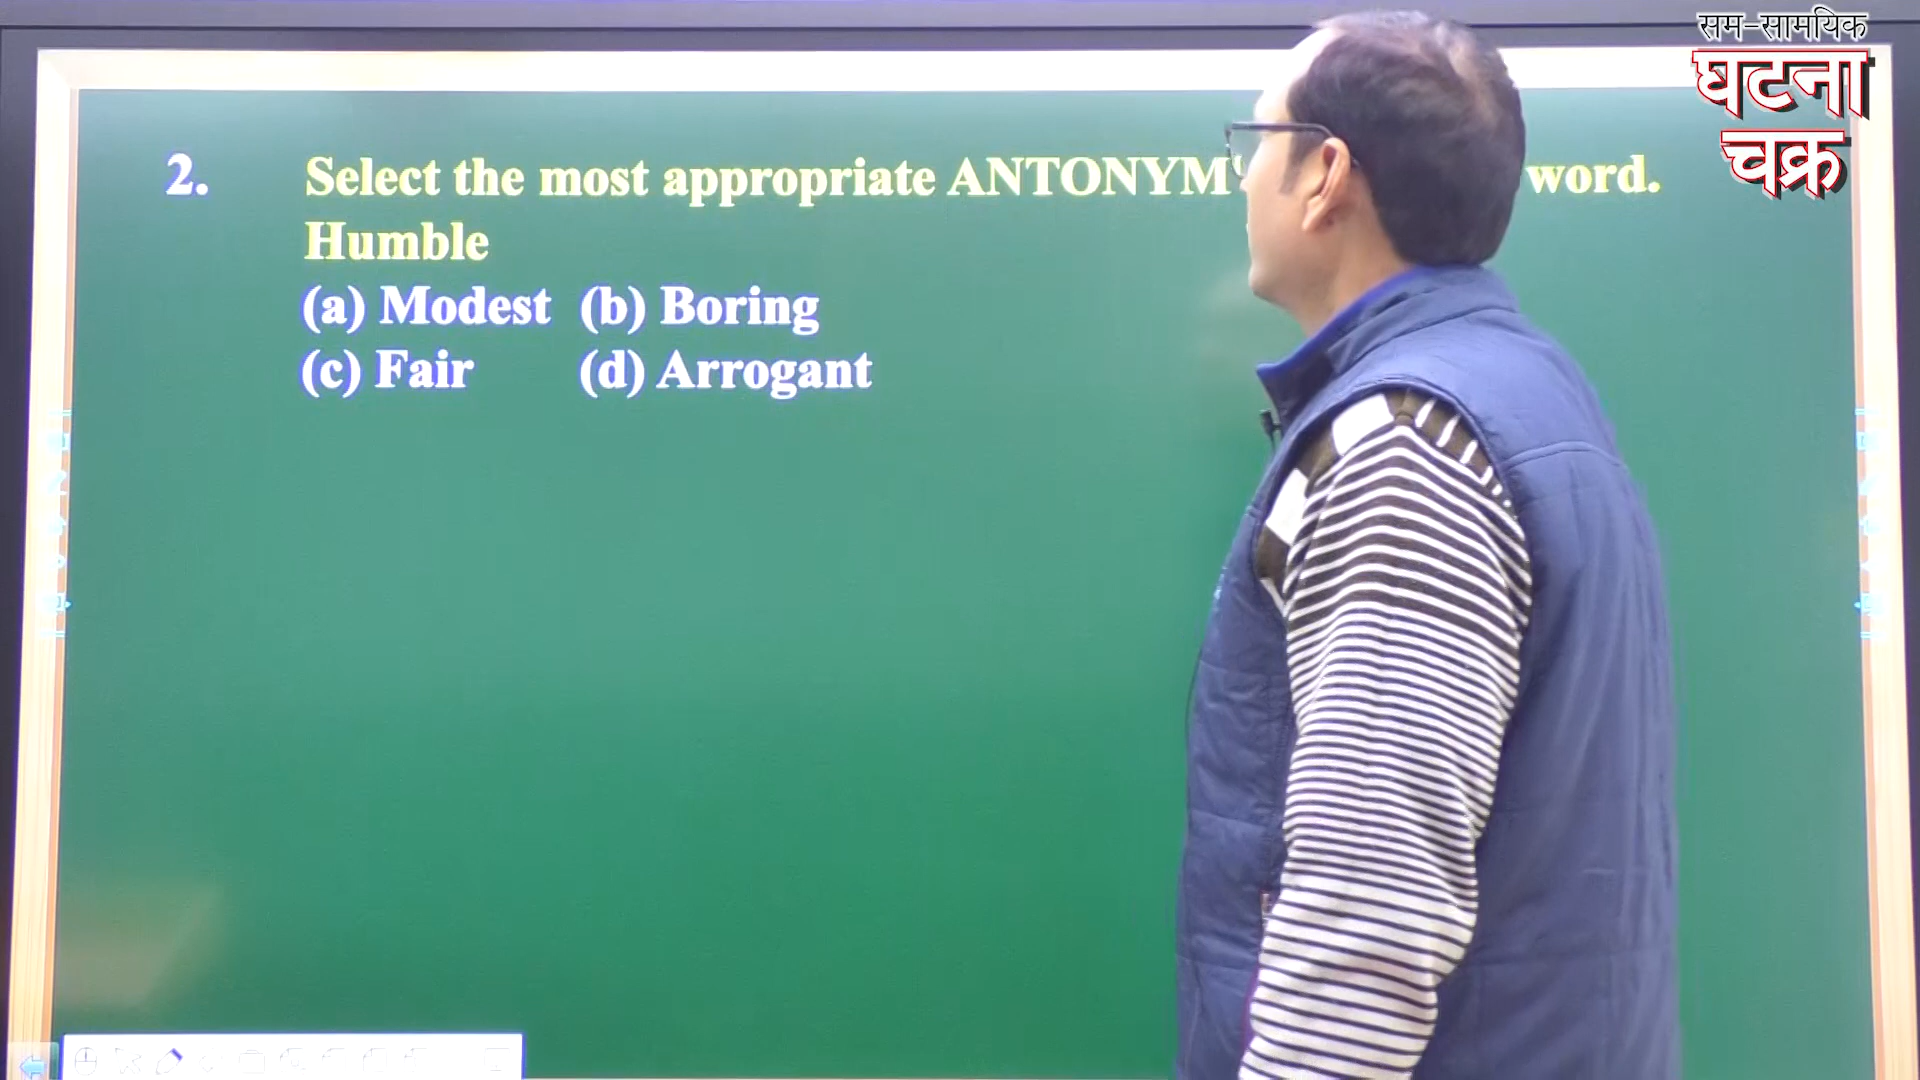 सम-सामयिक
घटना
चक्र
2. Select the most appropriate ANTONYM word.
Humble
(a) Modest (b) Boring
(c) Fair (d) Arrogant